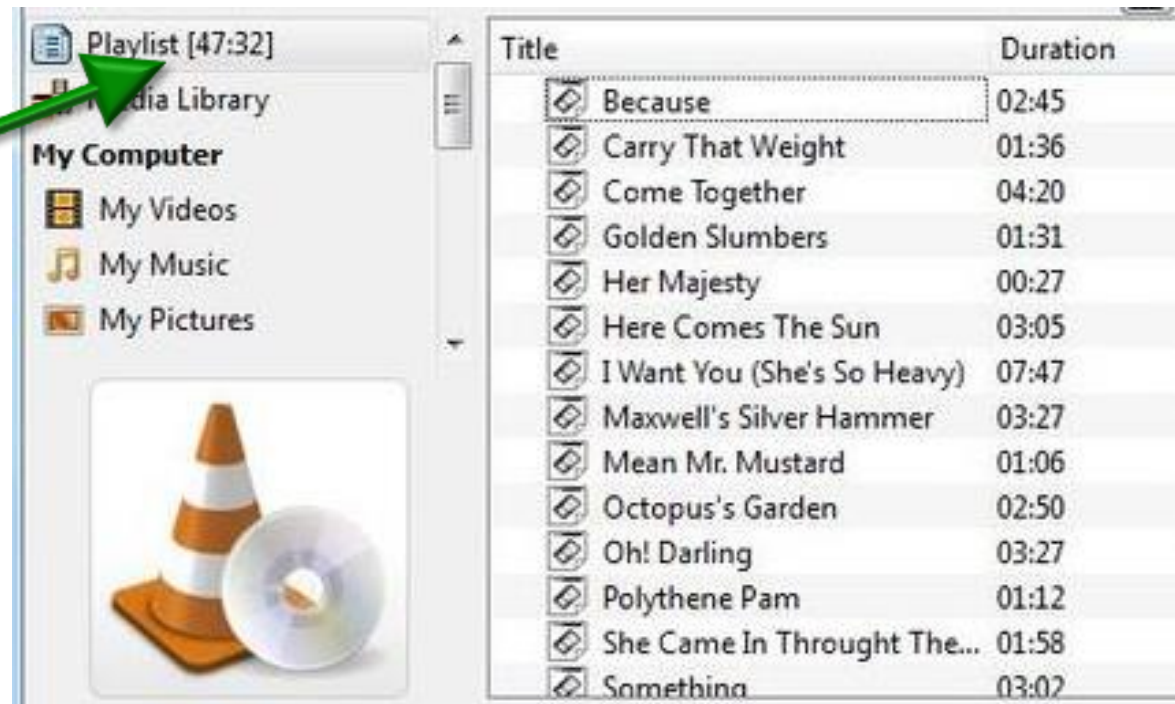 Playlist [47:32]
Media Library
My Computer
My Videos
My Music
My Pictures
Title Duration
Because 02:45
Carry That Weight 01:36
Come Together 04:20
Golden Slumbers 01:31
Her Majesty 00:27
Here Comes The Sun 03:05
I Want You (She's So Heavy) 07:47
Maxwell's Silver Hammer 03:27
Mean Mr. Mustard 01:06
Octopus's Garden 02:50
Oh! Darling 03:27
Polythene Pam 01:12
She Came In Throught The... 01:58
Something 03:02